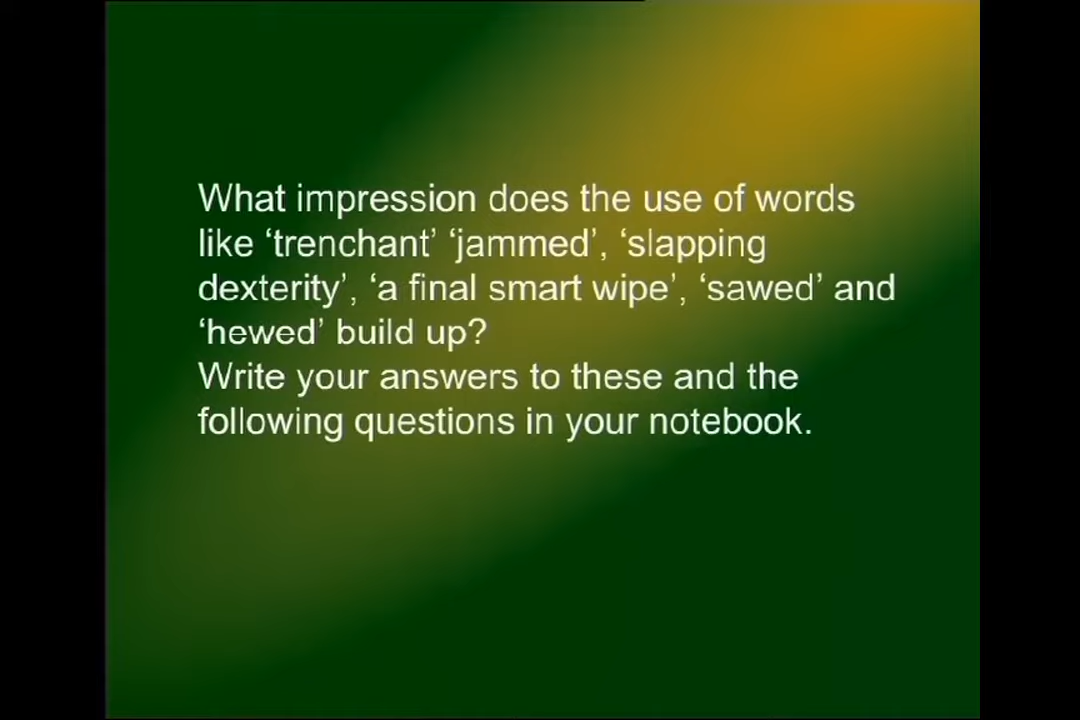 What impression does the use of words
like ‘trenchant’ ‘jammed’, ‘slapping
dexterity’, ‘a final smart wipe’, ‘sawed’ and
‘hewed’ build up?
Write your answers to these and the
following questions in your notebook.